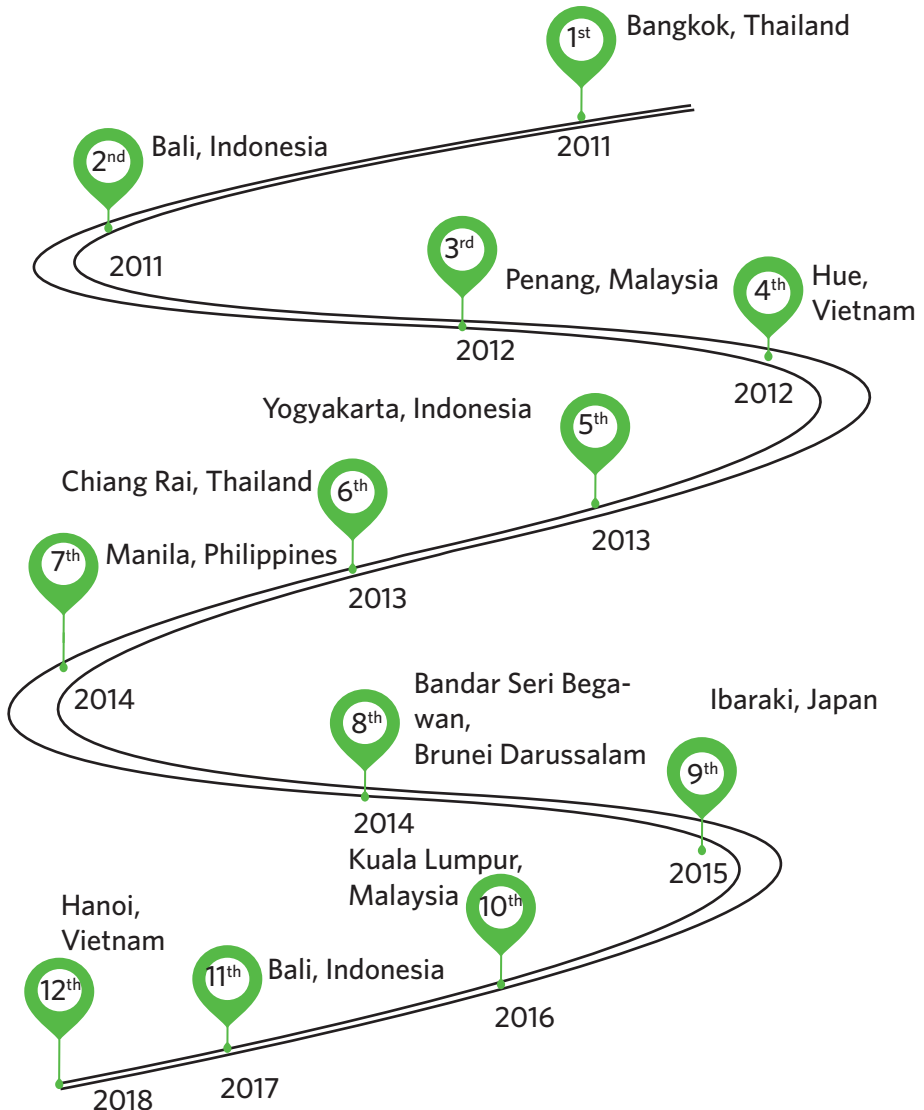 1st
Bangkok, Thailand
2011
2nd
Bali, Indonesia
2011
3rd
Penang, Malaysia
2012
4th
Hue,
Vietnam
2012
Yogyakarta, Indonesia
5th
2013
Chiang Rai, Thailand
6th
2013
7th
Manila, Philippines
2014
8th
Bandar Seri Bega-
wan,
Brunei Darussalam
2014
Ibaraki, Japan
9th
2015
Kuala Lumpur,
Malaysia
10th
2016
11th
Bali, Indonesia
2017
Hanoi,
Vietnam
12th
2018